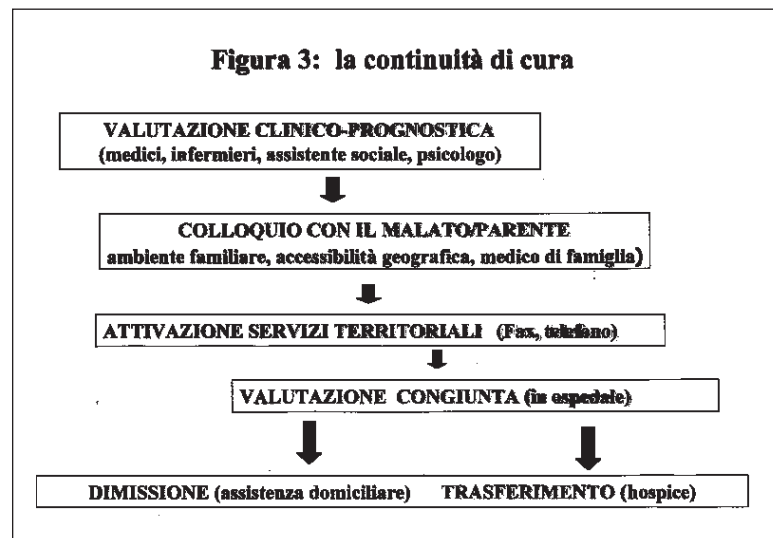 Figura 3: la continuità di cura
VALUTAZIONE CLINICO-PROGNOSTICA
(medici, infermieri, assistente sociale, psicologo)
COLLOQUIO CON IL MALATO/PARENTE
ambiente familiare, accessibilità geografica, medico di famiglia)
ATTIVAZIONE SERVIZI TERRITORIALI (Fax, telefono)
VALUTAZIONE CONGIUNTA (in ospedale)
DIMISSIONE (assistenza domiciliare) TRASFERIMENTO (hospice)